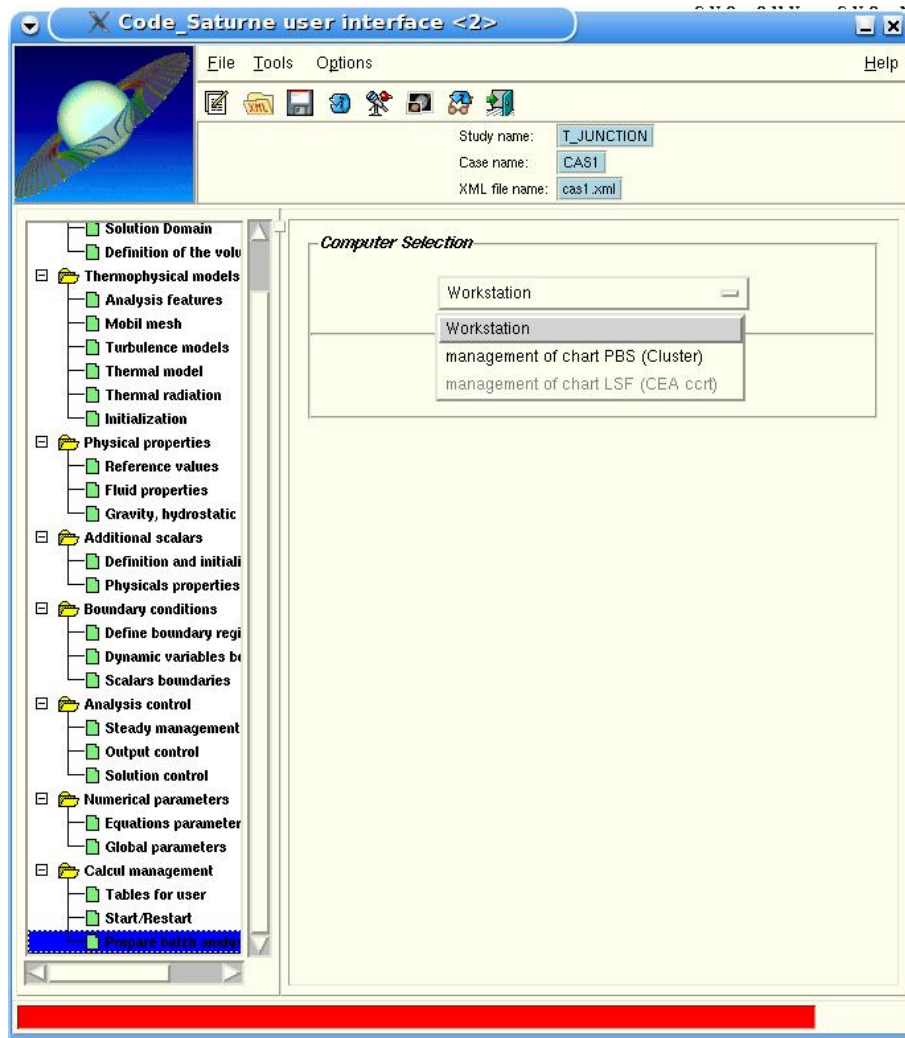 Code_Saturne user interface <2>
File Tools Options Help
Study name: T_JUNCTION
Case name: CAS1
XML file name: cas1.xml
Solution Domain
Definition of the volu
Thermophysical models
Analysis features
Mobil mesh
Turbulence models
Thermal model
Thermal radiation
Initialization
Physical properties
Reference values
Fluid properties
Gravity, hydrostatic
Additional scalars
Definition and initiali
Physicals properties
Boundary conditions
Define boundary regi
Dynamic variables b
Scalars boundaries
Analysis control
Steady management
Output control
Solution control
Numerical parameters
Equations parameter
Global parameters
Calcul management
Tables for user
Start/Restart
Prepare batch analy
Computer Selection
Workstation
Workstation
management of chart PBS (Cluster)
management of chart LSF (CEA ccrt)